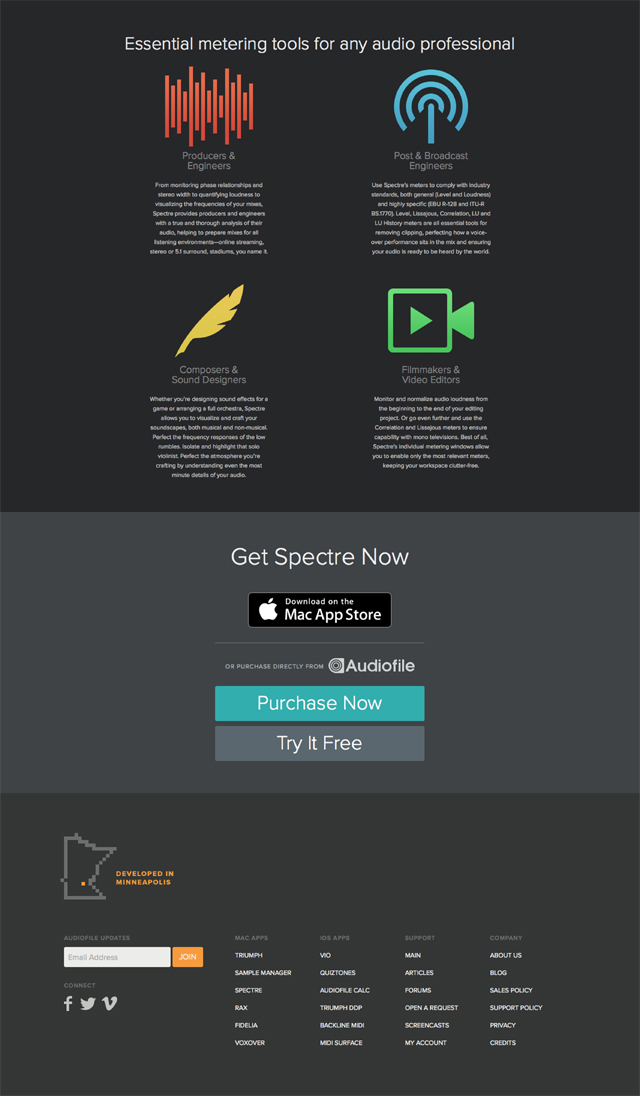 Essential metering tools for any audio professional
Producers &
Engineers
From monitoring phase relationships and
stereo width to quantifying loudness to
visualizing the frequencies of your mixes,
Spectre provides producers and engineers
with a true and thorough analysis of their
audio, helping to prepare mixes for all
listening environments—online streaming,
stereo or 5.1 surround, stadiums, you name it.
Post & Broadcast
Engineers
Use Spectre's meters to comply with industry
standards, both general (Level and Loudness)
and highly specific (EBU R-128 and ITU-R
BS.1770). Level, Lissajous, Correlation, LU and
LU History meters are all essential tools for
removing clipping, perfecting how a voice-
over performance sits in the mix and ensuring
your audio is ready to be heard by the world.
Composers &
Sound Designers
Whether you're designing sound effects for a
game or arranging a full orchestra, Spectre
allows you to visualize and craft your
soundscapes, both musical and non-musical.
Perfect the frequency responses of the low
rumbles. Isolate and highlight that solo
violinist. Perfect the atmosphere you're
crafting by understanding even the most
minute details of your audio.
Filmmakers &
Video Editors
Monitor and normalize audio loudness from
the beginning to the end of your editing
project. Or go even further and use the
Correlation and Lissajous meters to ensure
capability with mono televisions. Best of all,
Spectre's individual metering windows allow
you to enable only the most relevant meters,
keeping your workspace clutter-free.
Get Spectre Now
Download on the
Mac App Store
OR PURCHASE DIRECTLY FROM Audiofile
Purchase Now
Try It Free
DEVELOPED IN
MINNEAPOLIS
AUDIOFILE UPDATES
Email Address JOIN
CONNECT
MAC APPS
TRIUMPH
SAMPLE MANAGER
SPECTRE
RAX
FIDELIA
VOXOVER
IOS APPS
VIO
QUIZTONES
AUDIOFILE CALC
TRIUMPH DDP
BACKLINE MIDI
MIDI SURFACE
SUPPORT
MAIN
ARTICLES
FORUMS
OPEN A REQUEST
SCREENCASTS
MY ACCOUNT
COMPANY
ABOUT US
BLOG
SALES POLICY
SUPPORT POLICY
PRIVACY
CREDITS